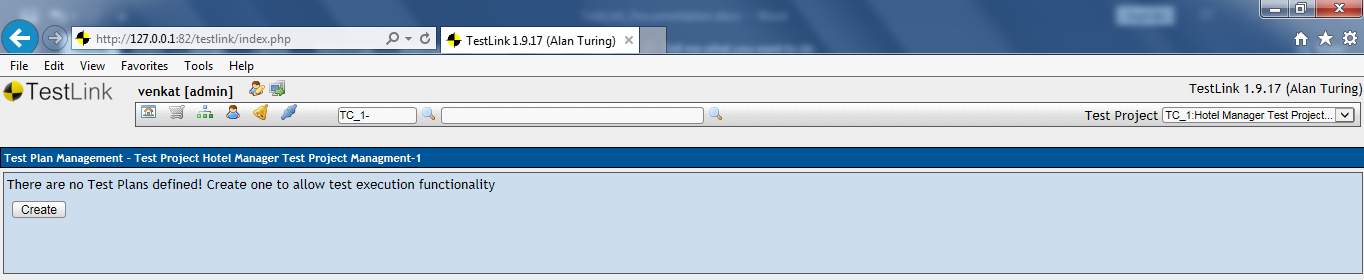 http://127.0.0.1:82/testlink/index.php
TestLink 1.9.17 (Alan Turing)
File Edit View Favorites Tools Help
TestLink
venkat [admin]
TestLink 1.9.17 (Alan Turing)
TC_1-
Test Project
TC_1:Hotel Manager Test Project...
Test Plan Management - Test Project Hotel Manager Test Project Managment-1
There are no Test Plans defined! Create one to allow test execution functionality
Create